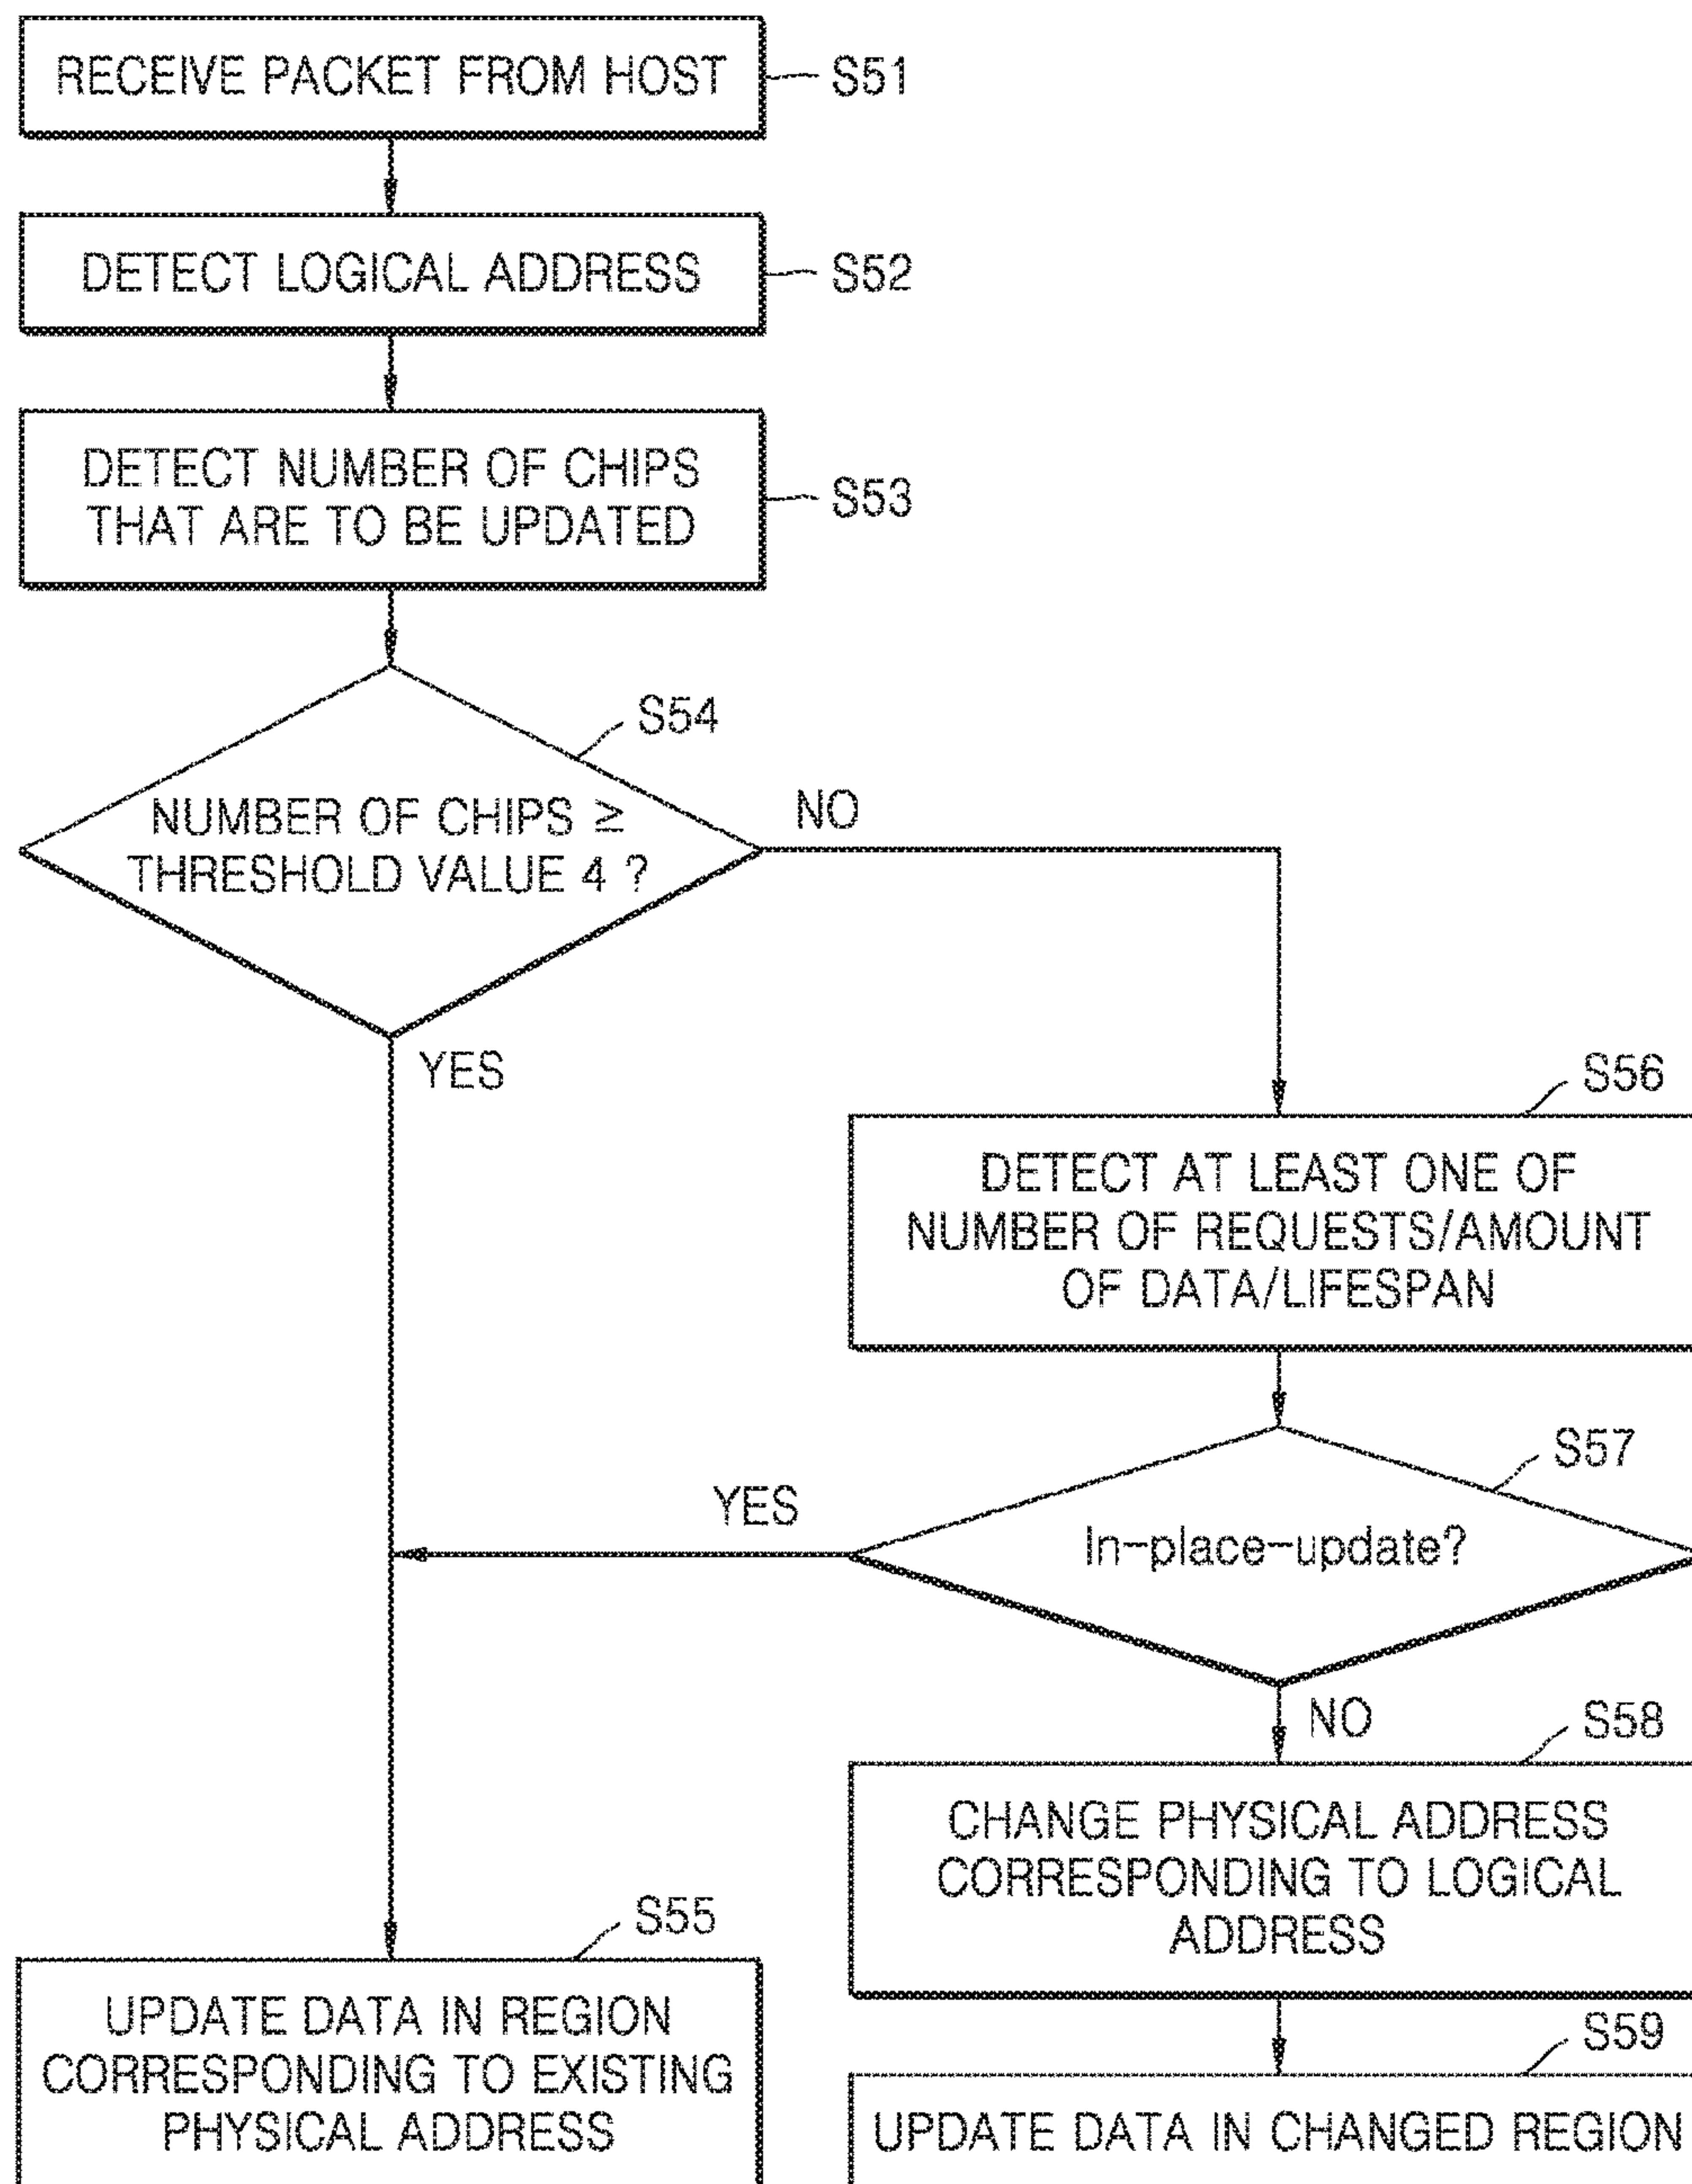 RECEIVE PACKET FROM HOST
S51
DETECT LOGICAL ADDRESS
S52
DETECT NUMBER OF CHIPS
THAT ARE TO BE UPDATED
S53
S54
NUMBER OF CHIPS ≥
THRESHOLD VALUE 4 ?
NO
YES
S56
DETECT AT LEAST ONE OF
NUMBER OF REQUESTS/AMOUNT
OF DATA/LIFESPAN
S57
In-place-update?
YES
NO
S58
CHANGE PHYSICAL ADDRESS
CORRESPONDING TO LOGICAL
ADDRESS
S55
UPDATE DATA IN REGION
CORRESPONDING TO EXISTING
PHYSICAL ADDRESS
S59
UPDATE DATA IN CHANGED REGION